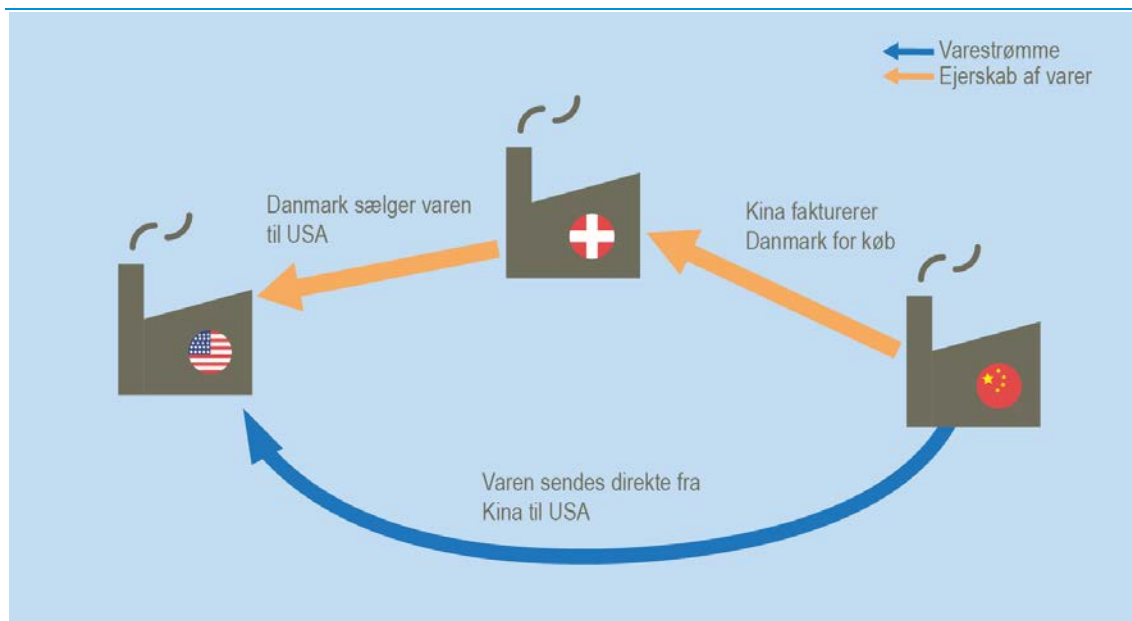 Varestrømme
Ejerskab af varer
Danmark sælger varen
til USA
Kina fakturerer
Danmark for køb
Varen sendes direkte fra
Kina til USA